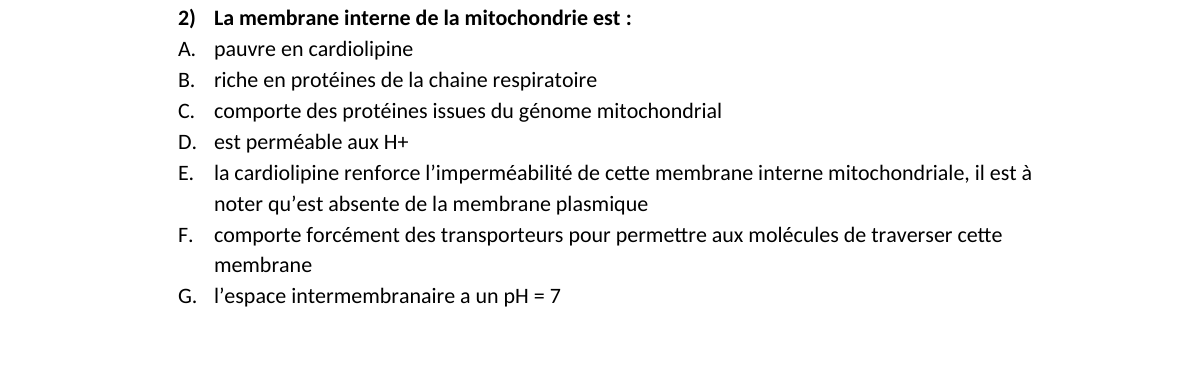 2) La membrane interne de la mitochondrie est :
A. pauvre en cardiolipine
B. riche en protéines de la chaine respiratoire
C. comporte des protéines issues du génome mitochondrial
D. est perméable aux H+
E. la cardiolipine renforce l’imperméabilité de cette membrane interne mitochondriale, il est à
noter qu’est absente de la membrane plasmique
F. comporte forcément des transporteurs pour permettre aux molécules de traverser cette
membrane
G. l’espace intermembranaire a un pH = 7